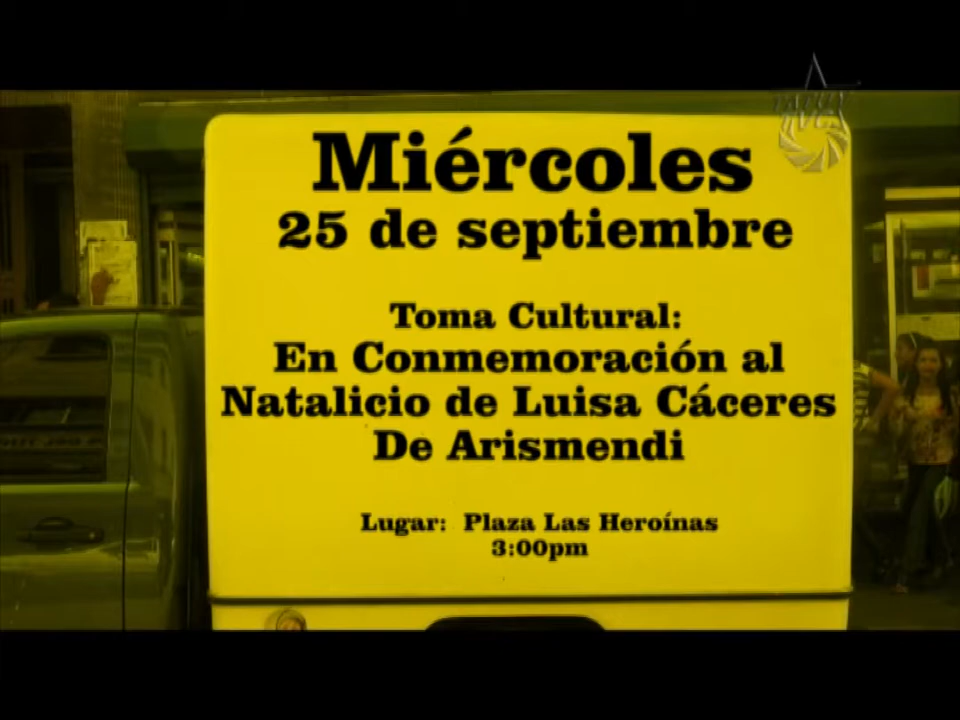 Miércoles
25 de septiembre
Toma Cultural:
En Conmemoración al
Natalicio de Luisa Cáceres
De Arismendi
Lugar: Plaza Las Heroínas
3:00pm